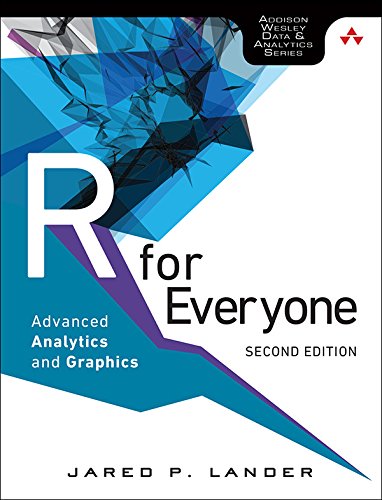 ADDISON
WESLEY
DATA &
ANALYTICS
SERIES
R for
Everyone
Advanced
Analytics
and Graphics
SECOND EDITION
JARED P. LANDER